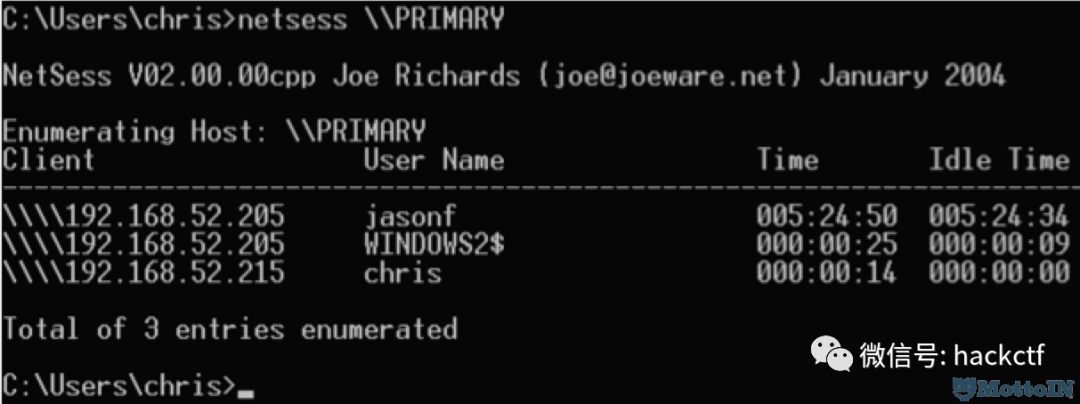 C:\Users\chris>netsess \\PRIMARY
NetSess V02.00.00cpp Joe Richards (joe@joeware.net) January 2004
Enumerating Host: \\PRIMARY
Client User Name Time Idle Time
-------------------------------------------------------------------------------
\\\\192.168.52.205 jasonf 005:24:50 005:24:34
\\\\192.168.52.205 WINDOWS2$ 000:00:25 000:00:09
\\\\192.168.52.215 chris 000:00:14 000:00:00
Total of 3 entries enumerated
微信号: hackctf
C:\Users\chris>_
MottoIN